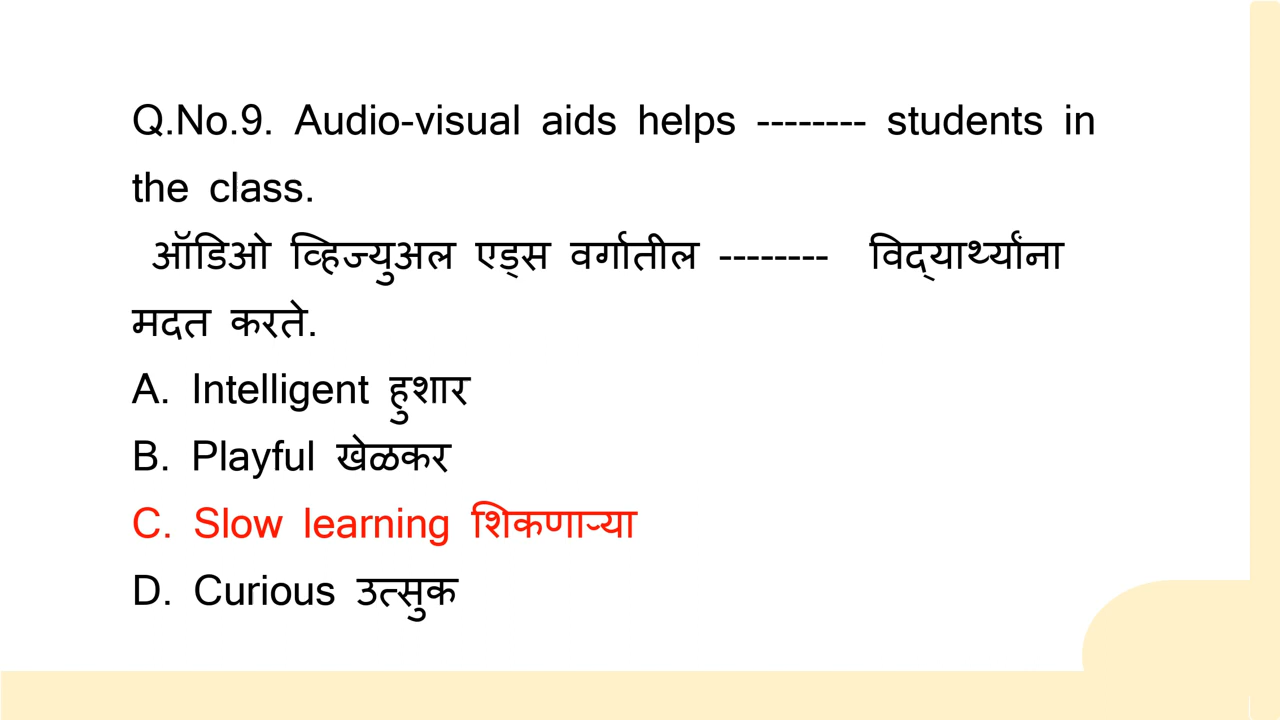 Q.No.9. Audio-visual aids helps -------- students in
the class.
ऑडिओ व्हिज्युअल एड्स वर्गातील -------- विद्‌यार्थ्यांना
मदत करते.
A. Intelligent हुशार
B. Playful खेळकर
C. Slow learning शिकणाऱ्या
D. Curious उत्सुक